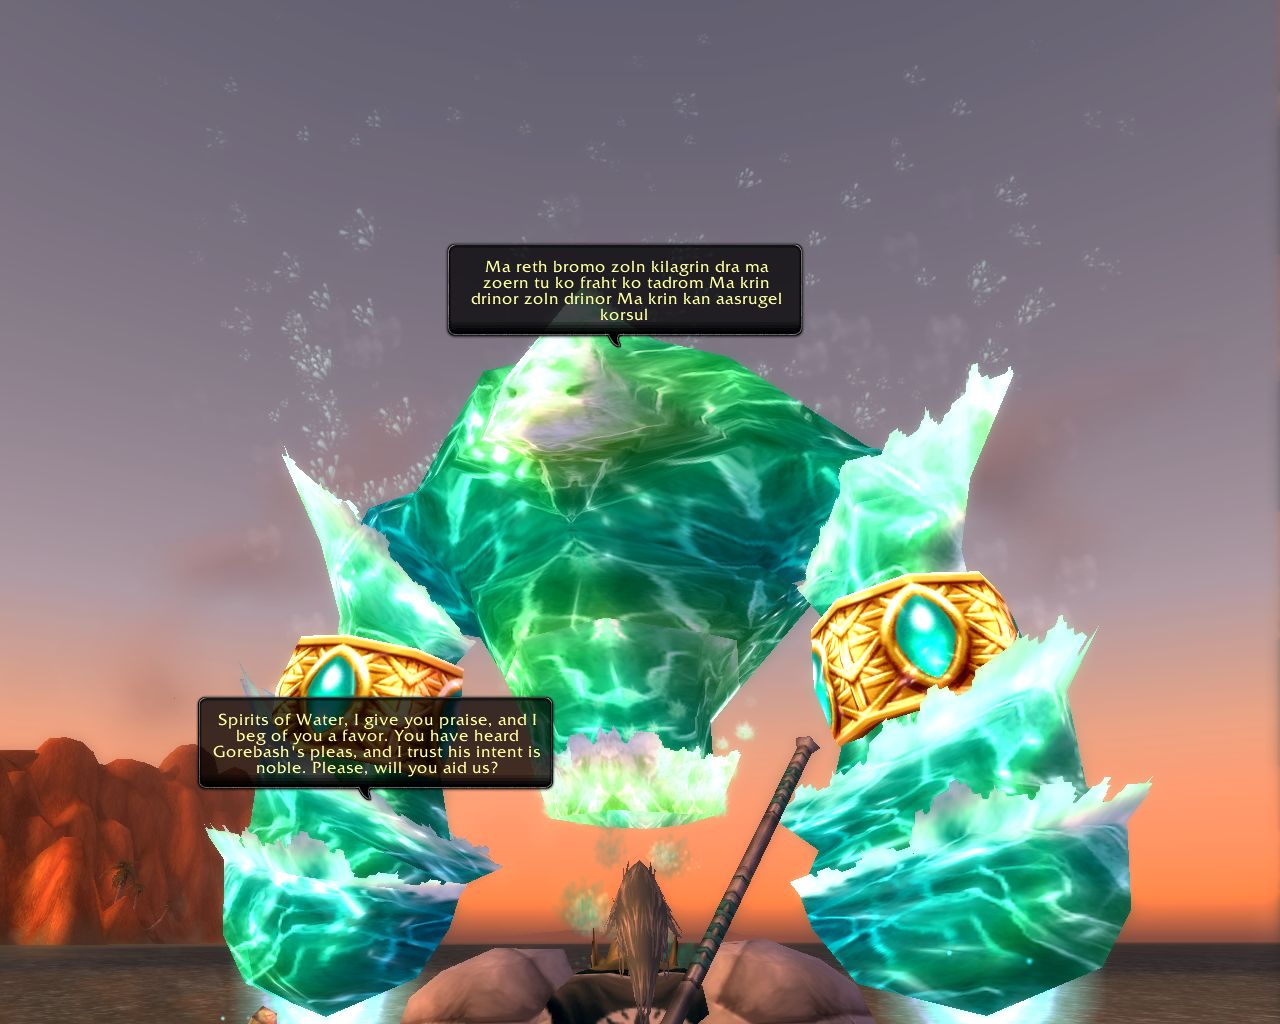 Ma reth bromo zoln kilagrin dra ma
zoern tu ko fraht ko tadrom Ma krin
drinor zoln drinor Ma krin kan aasrugel
korsul
Spirits of Water, I give you praise, and I
beg of you a favor. You have heard
Gorebash's pleas, and I trust his intent is
noble. Please, will you aid us?